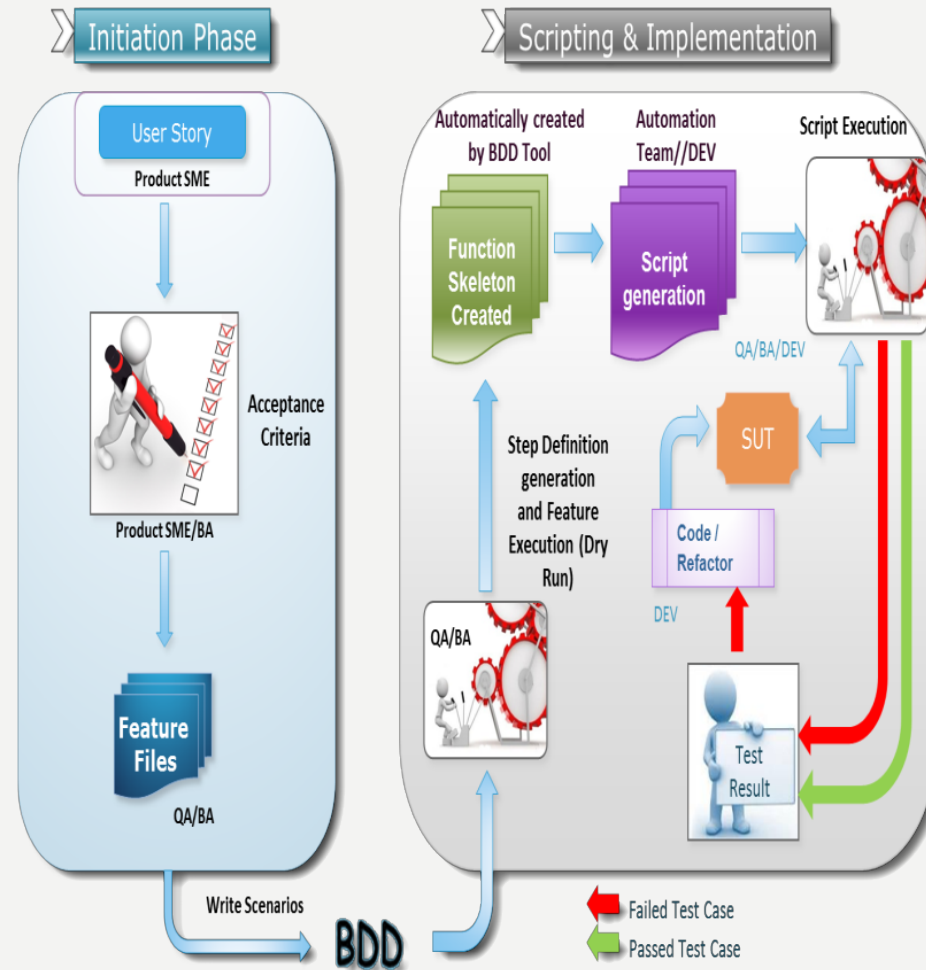 Initiation Phase
User Story
Product SME
Acceptance
Criteria
Product SME/BA
Feature
Files
QA/BA
Write Scenarios
BDD
Scripting & Implementation
Automatically created
by BDD Tool
Function
Skeleton
Created
Automation
Team//DEV
Script
generation
Script Execution
QA/BA/DEV
SUT
Step Definition
generation
and Feature
Execution (Dry
Run)
QA/BA
Code /
Refactor
DEV
Test
Result
Failed Test Case
Passed Test Case